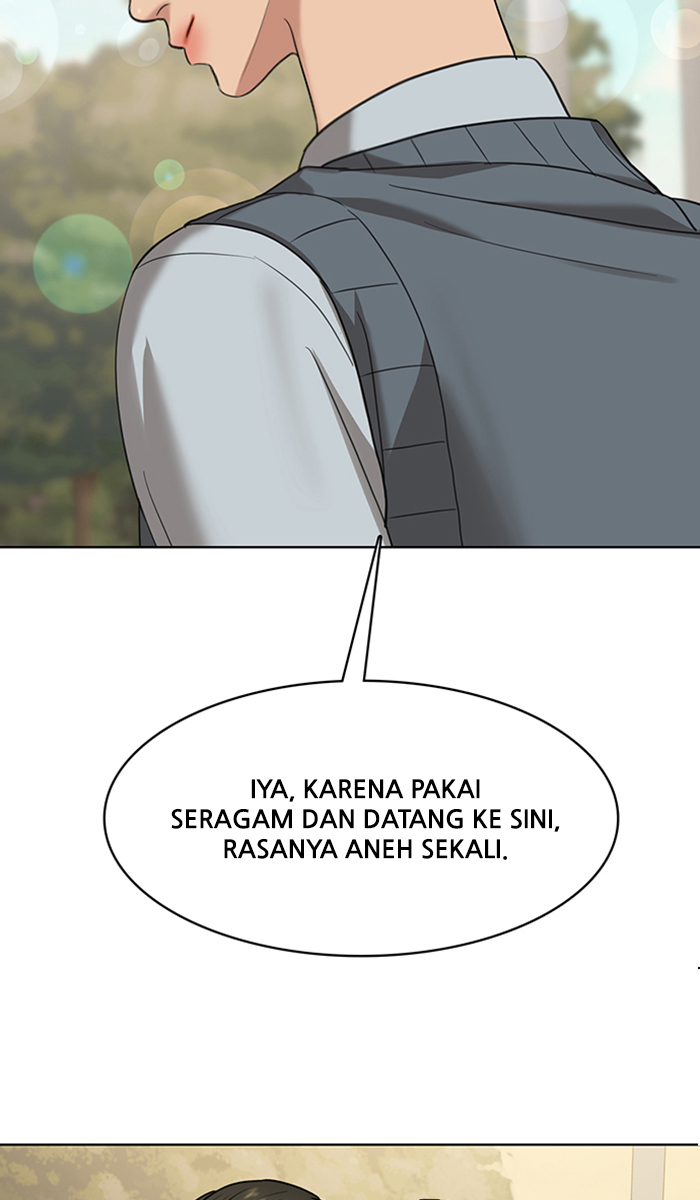 IYA, KARENA PAKAI
SERAGAM DAN DATANG KE SINI,
RASANYA ANEH SEKALI.